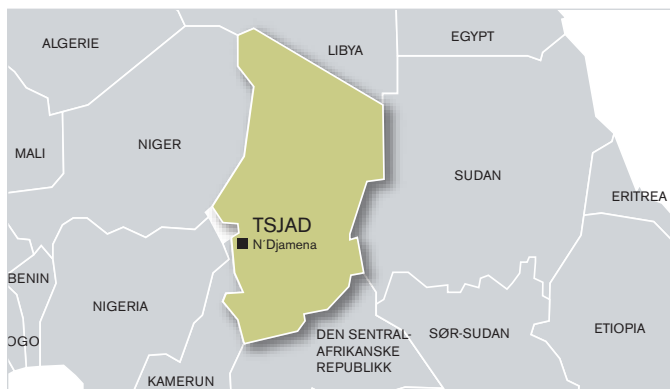 ALGERIE
LIBYA
EGYPT
MALI
NIGER
SUDAN
ERITREA
TSJAD
N´Djamena
BENIN
NIGERIA
OGO
DEN SENTRAL-
AFRIKANSKE
REPUBLIKK
SØR-SUDAN
ETIOPIA
KAMERUN